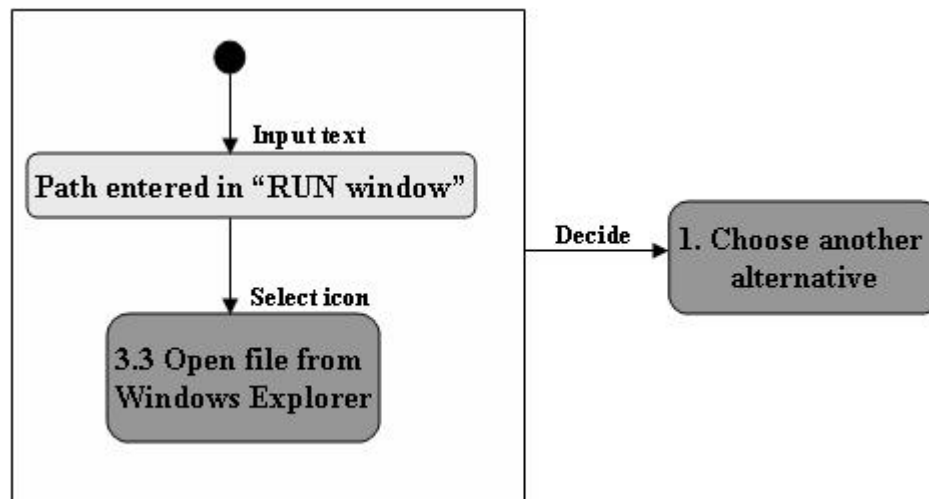 Input text
Path entered in “RUN window”
Select icon
3.3 Open file from
Windows Explorer
Decide
1. Choose another
alternative